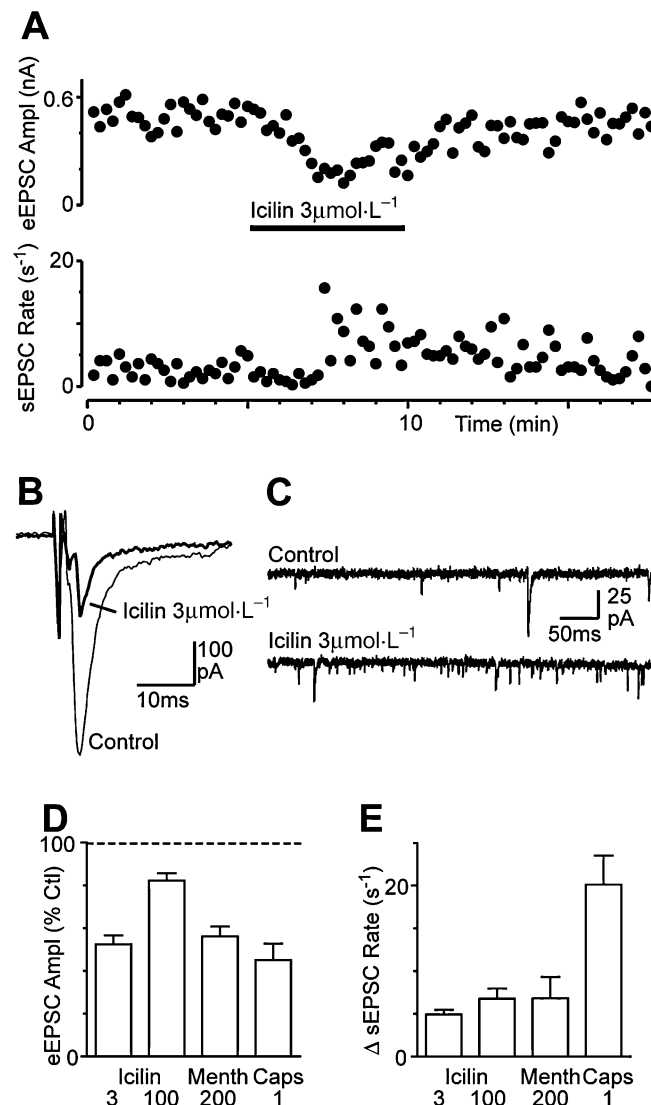 A
eEPSC Ampl (nA)
0.6
0
Icilin 3μmol·L⁻¹
sEPSC Rate (s⁻¹)
20
0
0 10 Time (min)
B
Icilin 3μmol·L⁻¹
100 pA
10ms
Control
C
Control
25 pA
50ms
Icilin 3μmol·L⁻¹
D
eEPSC Ampl (% Ctl)
100
0
Icilin Menth Caps
3 100 200 1
E
Δ sEPSC Rate (s⁻¹)
20
0
Icilin Menth Caps
3 100 200 1